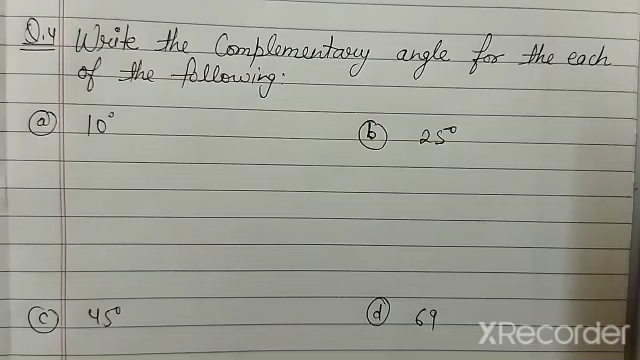 Q.4 Write the Complementary angle for the each
of the following:
(a) 10° (b) 25°
(c) 45° (d) 69
XRecorder